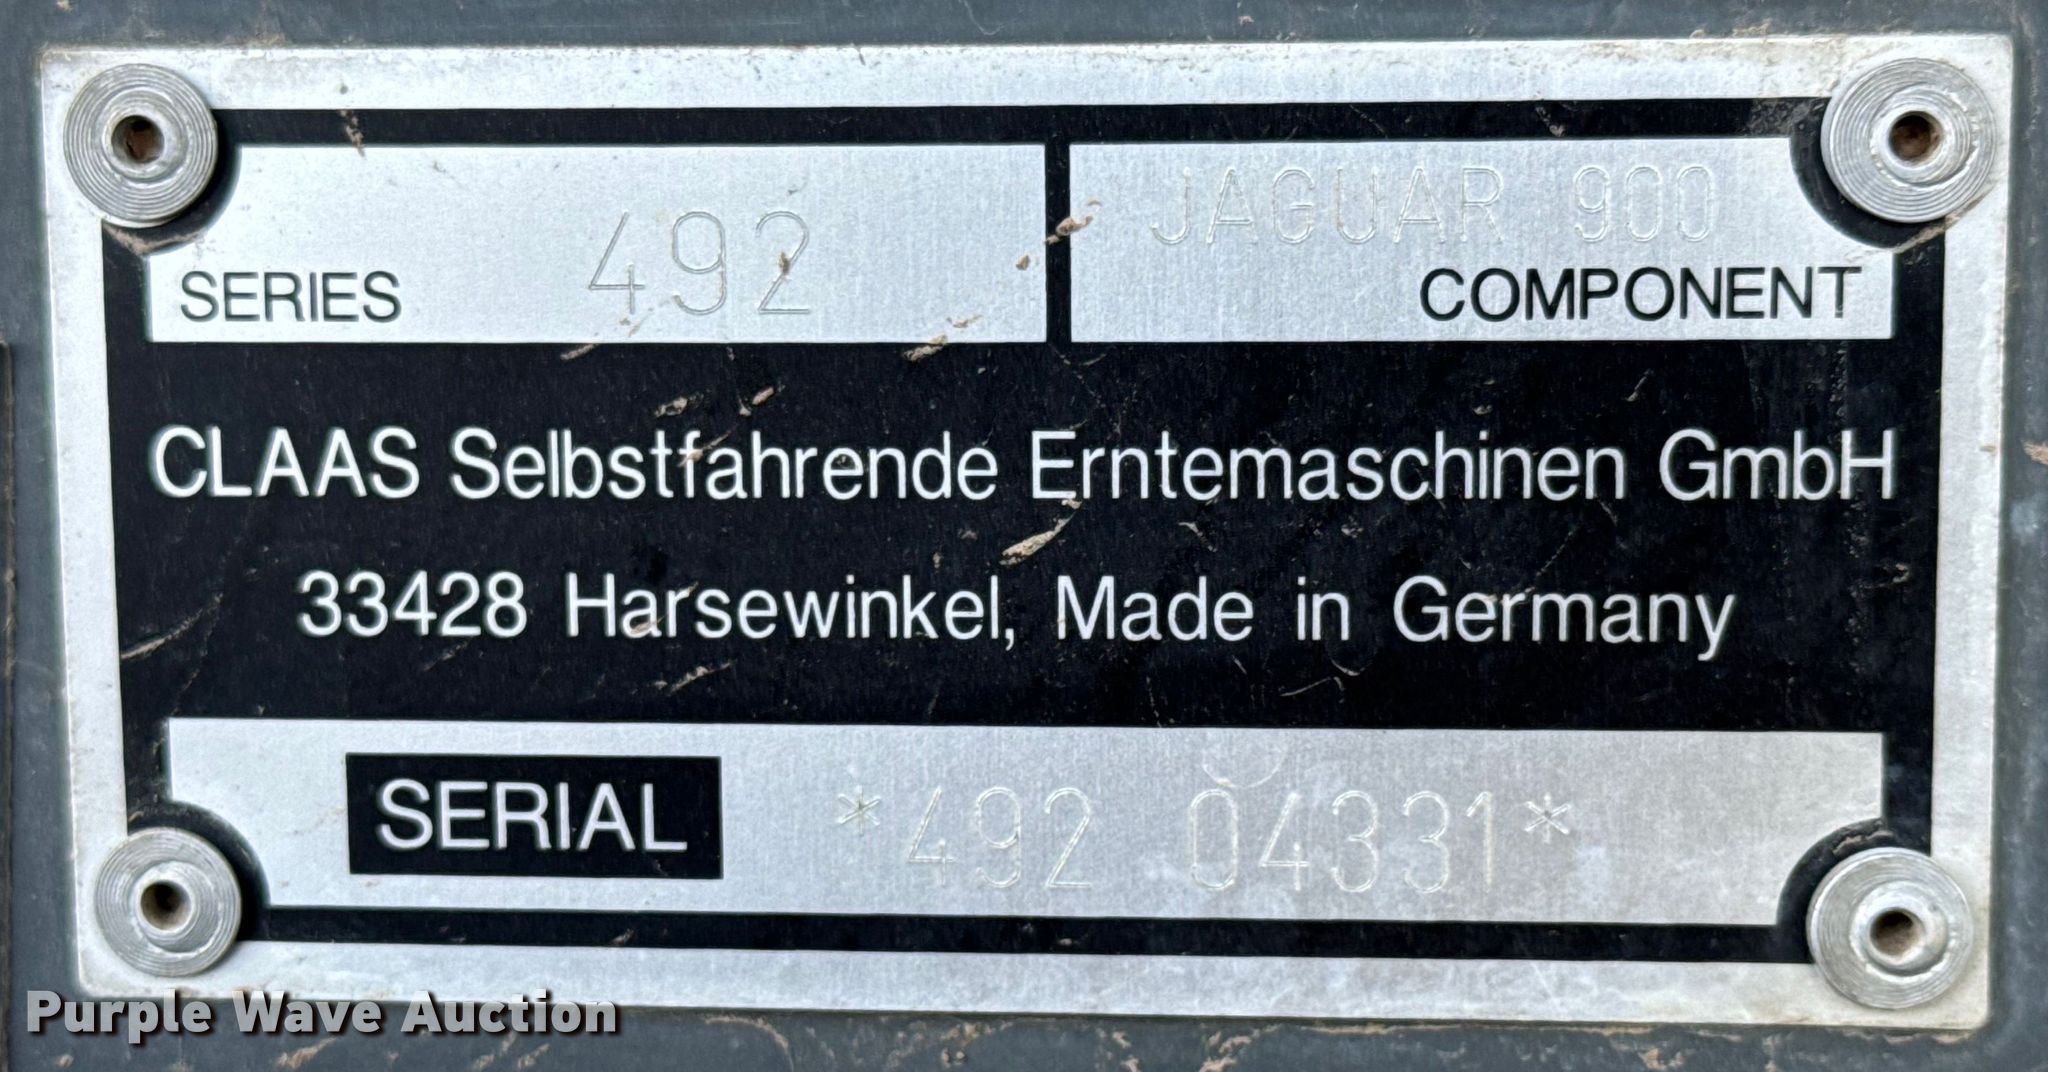 492 JAGUAR 900
SERIES COMPONENT
CLAAS Selbstfahrende Erntemaschinen GmbH
33428 Harsewinkel, Made in Germany
SERIAL *492 04331*
Purple Wave Auction